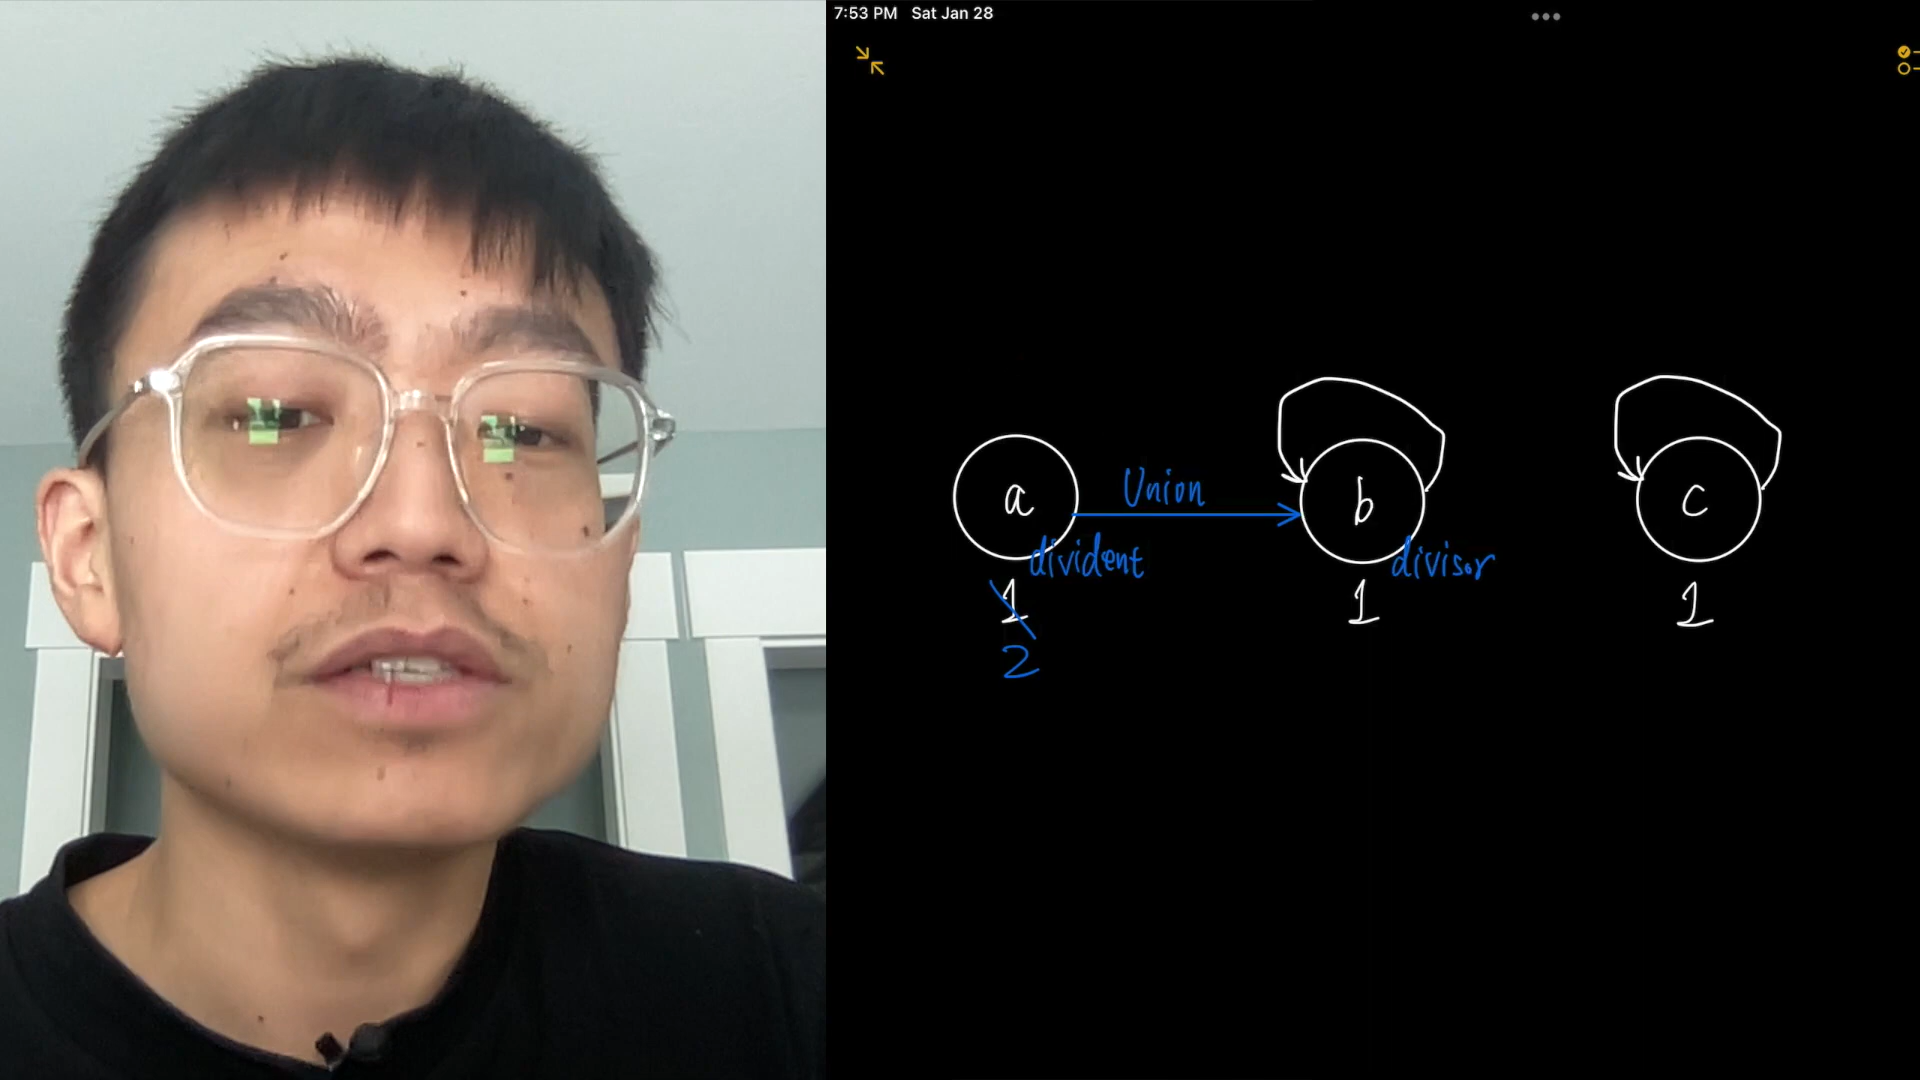 7:53 PM Sat Jan 28
a
Union
b
c
divident
divisor
1
1
1
2